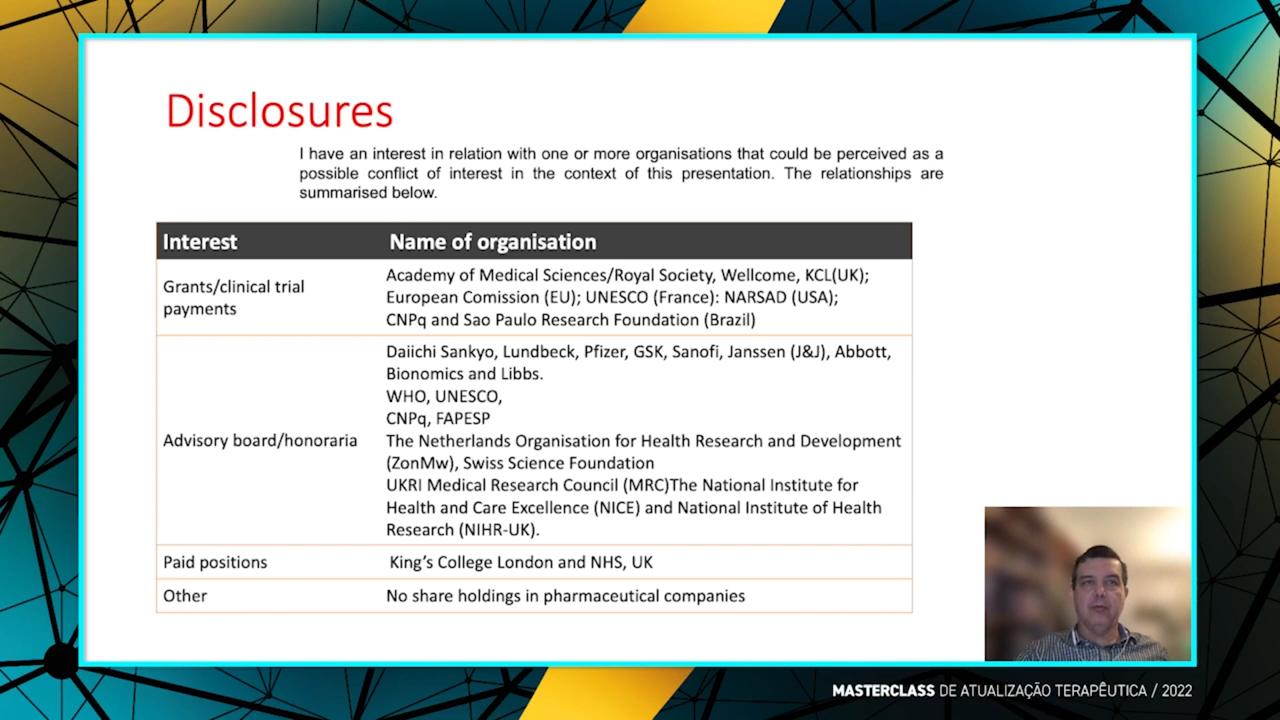 Disclosures
I have an interest in relation with one or more organisations that could be perceived as a
possible conflict of interest in the context of this presentation. The relationships are
summarised below.
Interest Name of organisation
Grants/clinical trial
payments
Academy of Medical Sciences/Royal Society, Wellcome, KCL(UK);
European Comission (EU); UNESCO (France): NARSAD (USA);
CNPq and Sao Paulo Research Foundation (Brazil)
Advisory board/honoraria
Daiichi Sankyo, Lundbeck, Pfizer, GSK, Sanofi, Janssen (J&J), Abbott,
Bionomics and Libbs.
WHO, UNESCO,
CNPq, FAPESP
The Netherlands Organisation for Health Research and Development
(ZonMw), Swiss Science Foundation
UKRI Medical Research Council (MRC)The National Institute for
Health and Care Excellence (NICE) and National Institute of Health
Research (NIHR-UK).
Paid positions King’s College London and NHS, UK
Other No share holdings in pharmaceutical companies
MASTERCLASS DE ATUALIZAÇÃO TERAPÊUTICA / 2022